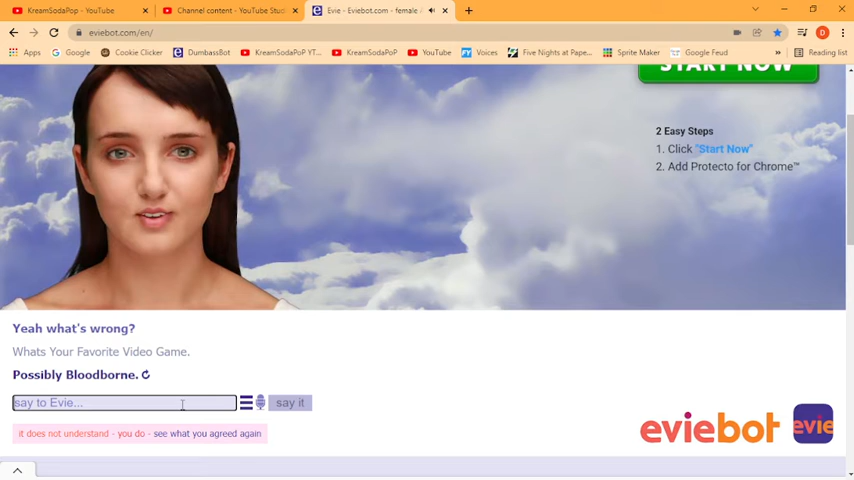 KreamSodaPoP - YouTube
Channel content - YouTube Stud
Evie - Eviebot.com - female
eviebot.com/en/
D
Apps
Google
Cookie Clicker
DumbassBot
KreamSodaPoP YT...
KreamSodaPoP
YouTube
Voices
Five Nights at Pape...
Sprite Maker
Google Feud
Reading list
START NOW
2 Easy Steps
1. Click "Start Now"
2. Add Protecto for Chrome™
Yeah what's wrong?
Whats Your Favorite Video Game.
Possibly Bloodborne.
say to Evie...
say it
it does not understand - you do - see what you agreed again
eviebot
evie